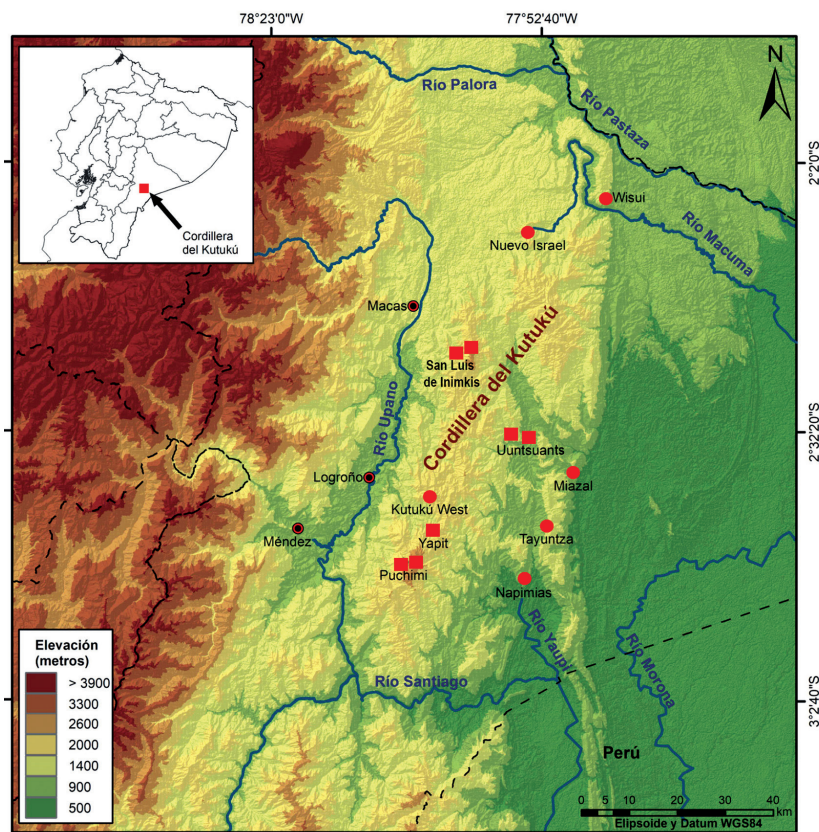 78°23'0"W
77°52'40"W
N
Río Palora
Río Pastaza
2°2'0"S
Wisui
Cordillera
del Kutukú
Nuevo Israel
Río Macuma
Macas
San Luis
de Inimkis
Cordillera del Kutukú
Río Upano
2°32'20"S
Uuntsuants
Logroño
Miazal
Kutukú West
Méndez
Yapit
Tayuntza
Puchimi
Napimias
Elevación
(metros)
> 3900
3300
2600
2000
1400
900
500
Río Yaupi
Río Morona
Río Santiago
3°2'40"S
Perú
0 5 10 20 30 40
km
Elipsoide y Datum WGS84